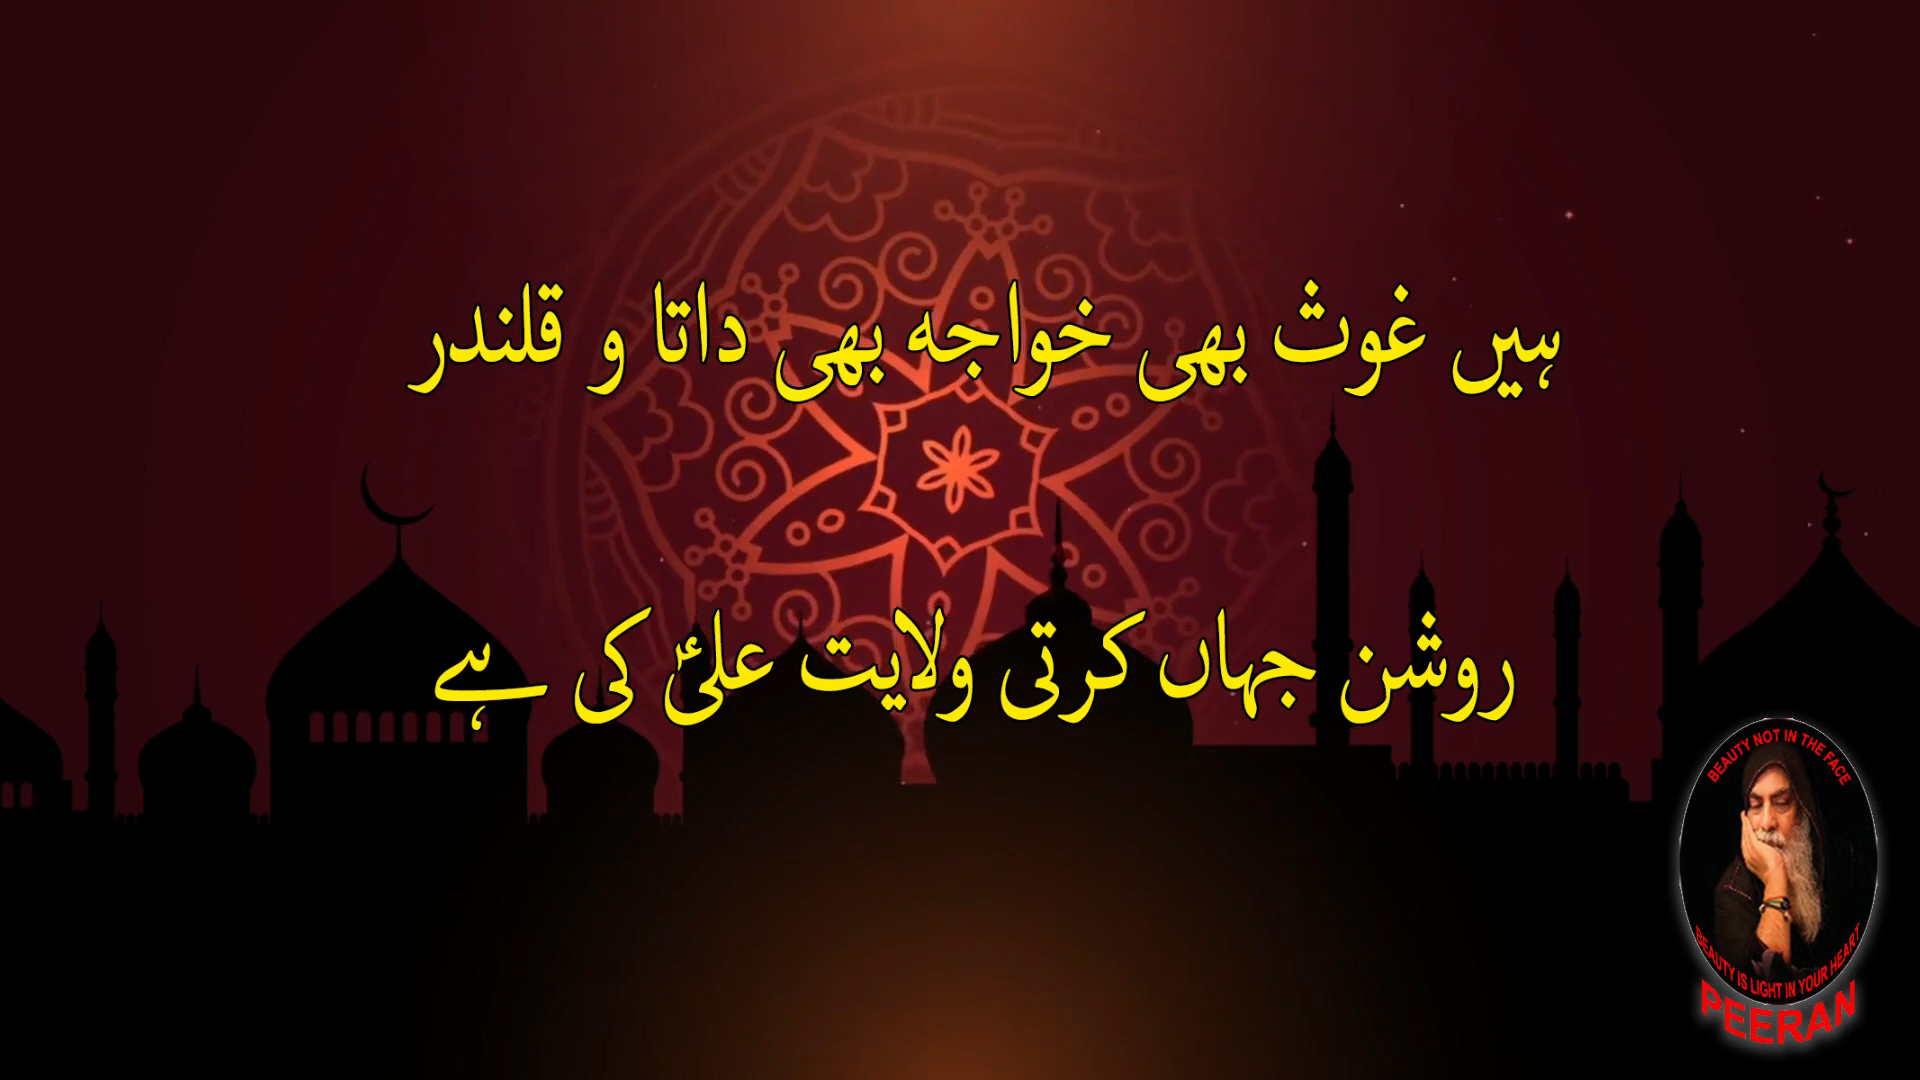 ہیں غوث بھی خواجہ بھی داتا و قلندر
روشن جہاں کرتی ولایت علیؑ کی ہے
BEAUTY NOT IN THE FACE
BEAUTY IS LIGHT IN YOUR HEART
PEERAN